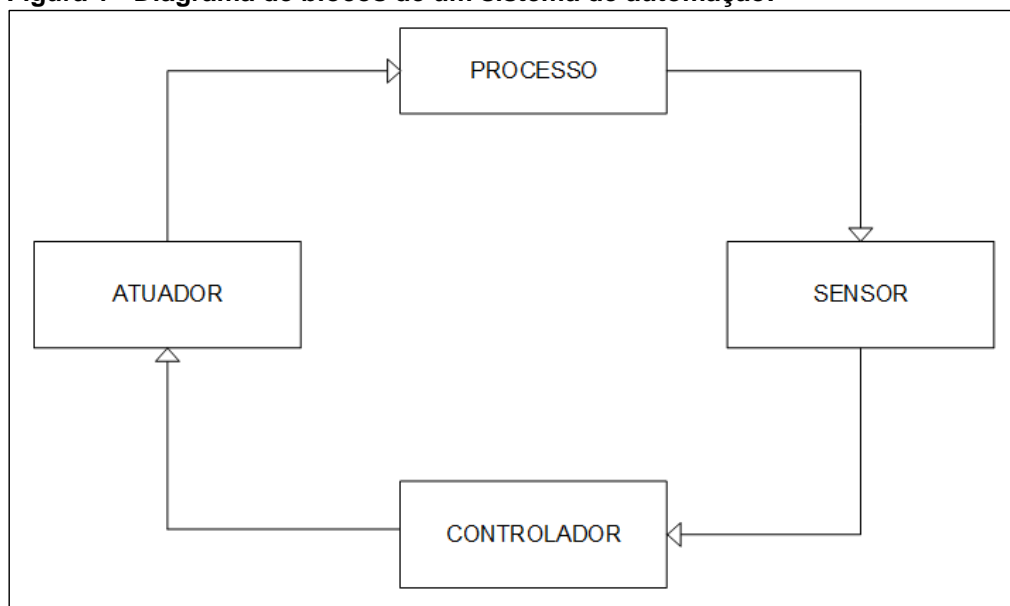 Figura 1 - Diagrama de blocos de um sistema de automação.
PROCESSO
ATUADOR
SENSOR
CONTROLADOR